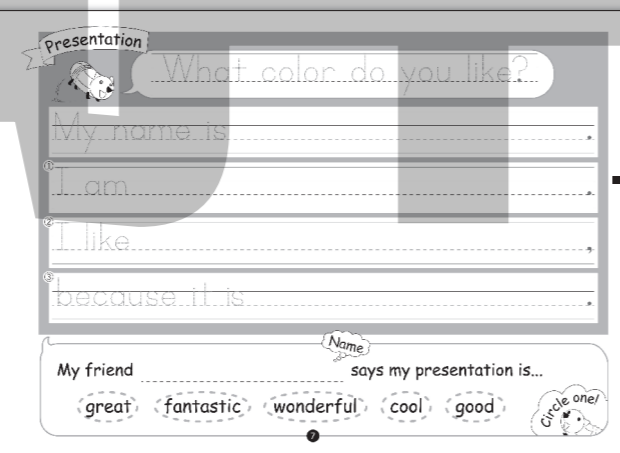 Presentation
What color do you like?
My name is .
① I am .
② I like ,
③ because it is .
Name
My friend says my presentation is...
great fantastic wonderful cool good
Circle one!
7